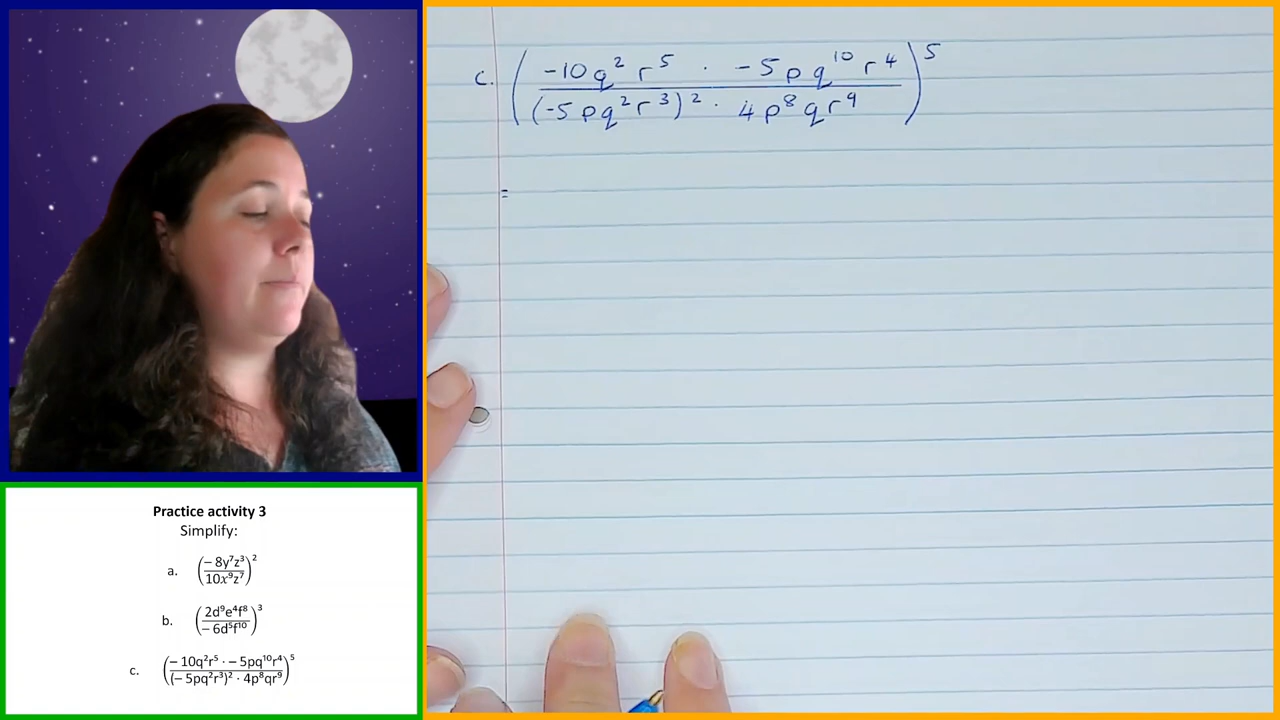 c. (-10q²r⁵ · -5pq¹⁰r⁴ / (-5pq²r³)² · 4p⁸qr⁹)⁵
=
Practice activity 3
Simplify:
a. (-8y⁷z³ / 10x⁹z⁷)²
b. (2d⁹e⁴f⁸ / -6d⁵f¹⁰)³
c. (-10q²r⁵ · -5pq¹⁰r⁴ / (-5pq²r³)² · 4p⁸qr⁹)⁵